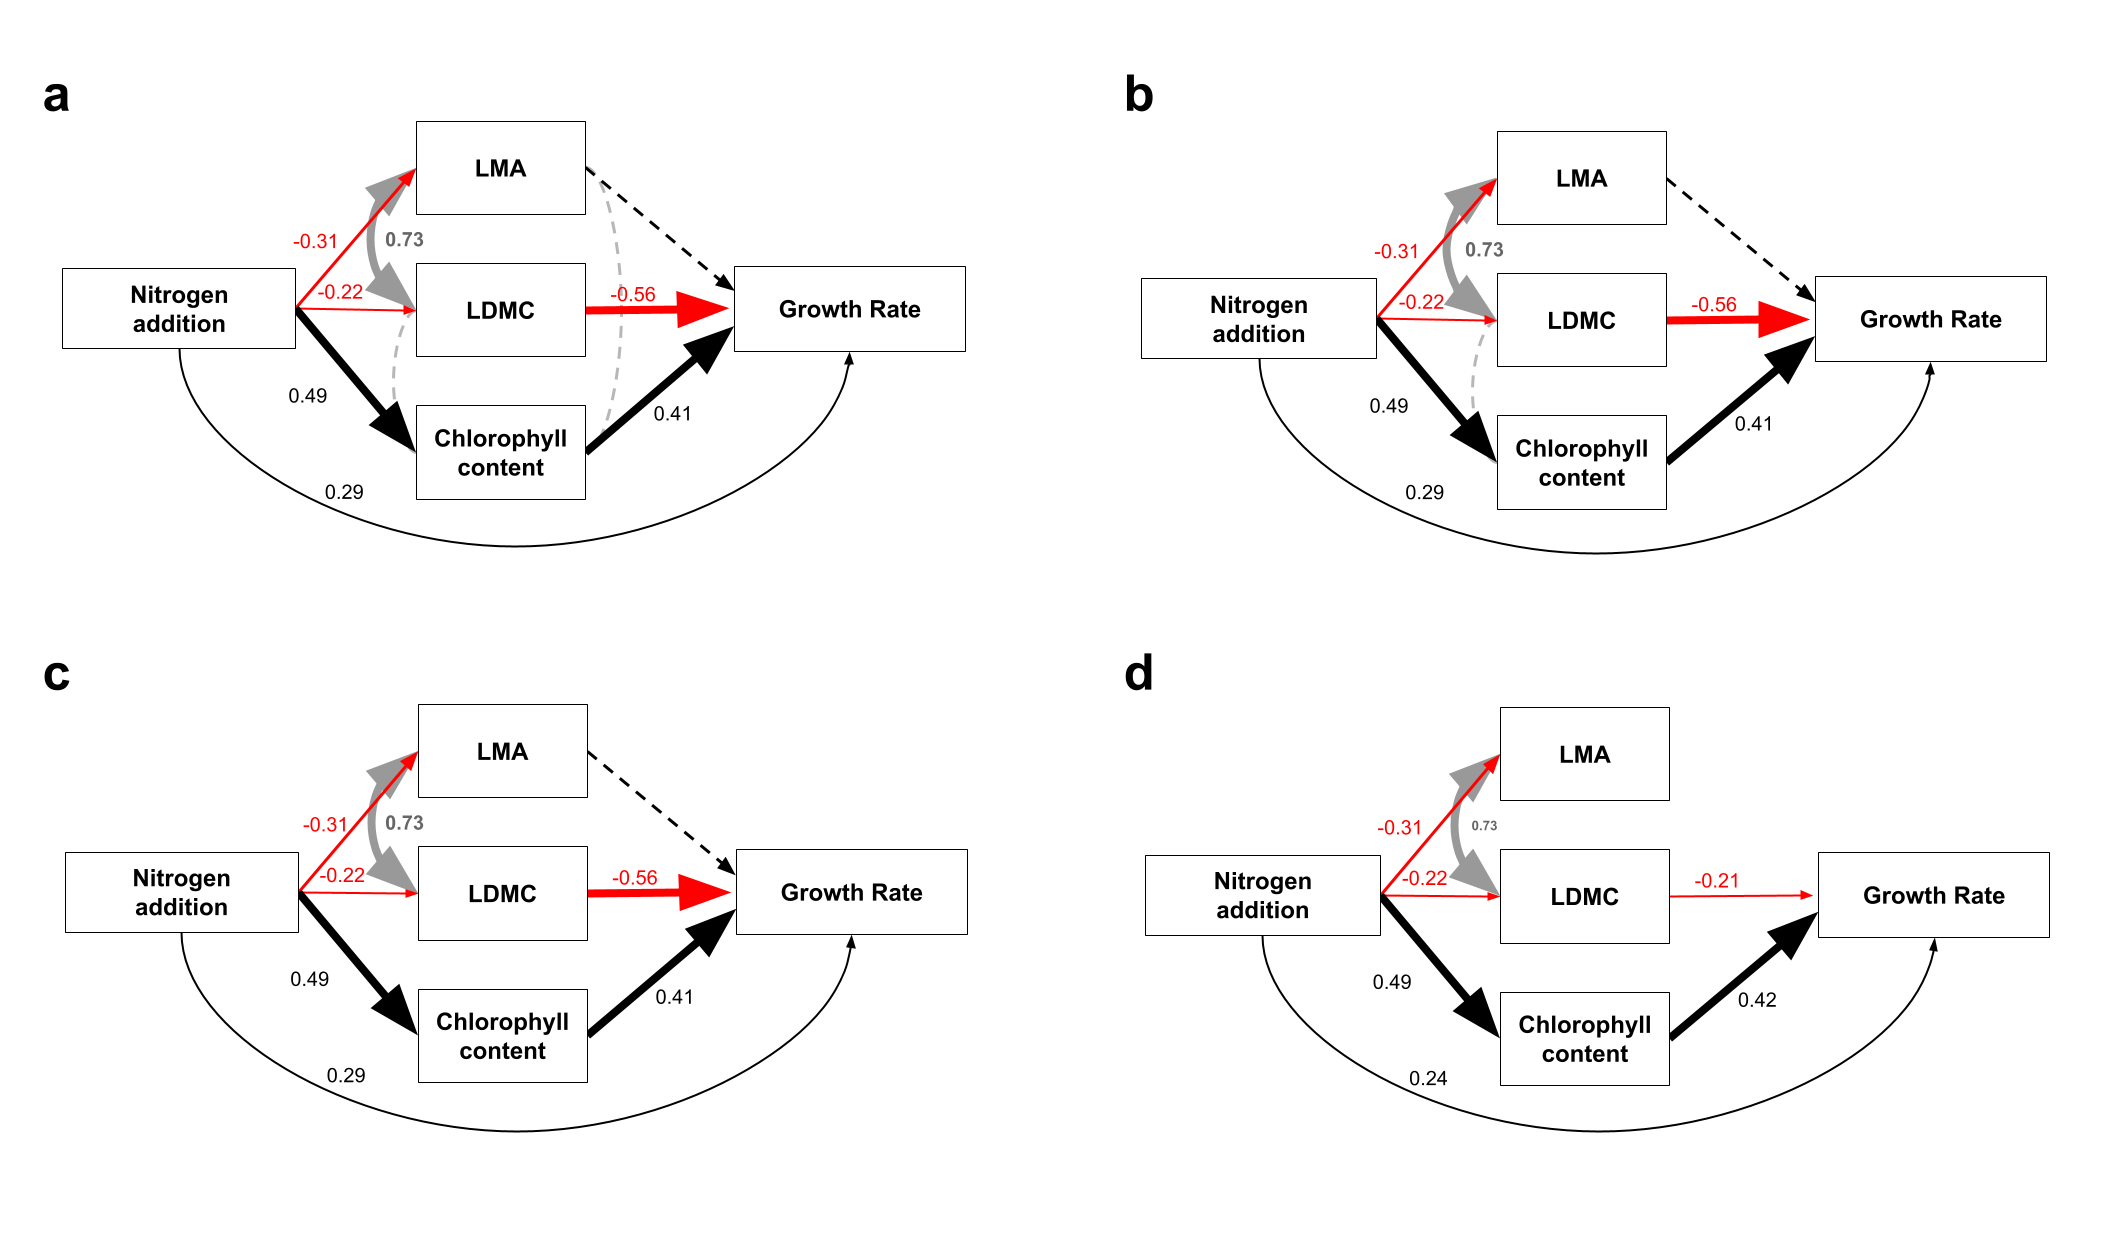 a
LMA
-0.31
0.73
Nitrogen
addition
-0.22
LDMC
-0.56
Growth Rate
0.49
Chlorophyll
content
0.41
0.29
b
LMA
-0.31
0.73
Nitrogen
addition
-0.22
LDMC
-0.56
Growth Rate
0.49
Chlorophyll
content
0.41
0.29
c
LMA
-0.31
0.73
Nitrogen
addition
-0.22
LDMC
-0.56
Growth Rate
0.49
Chlorophyll
content
0.41
0.29
d
LMA
-0.31
0.73
Nitrogen
addition
-0.22
LDMC
-0.21
Growth Rate
0.49
Chlorophyll
content
0.42
0.24